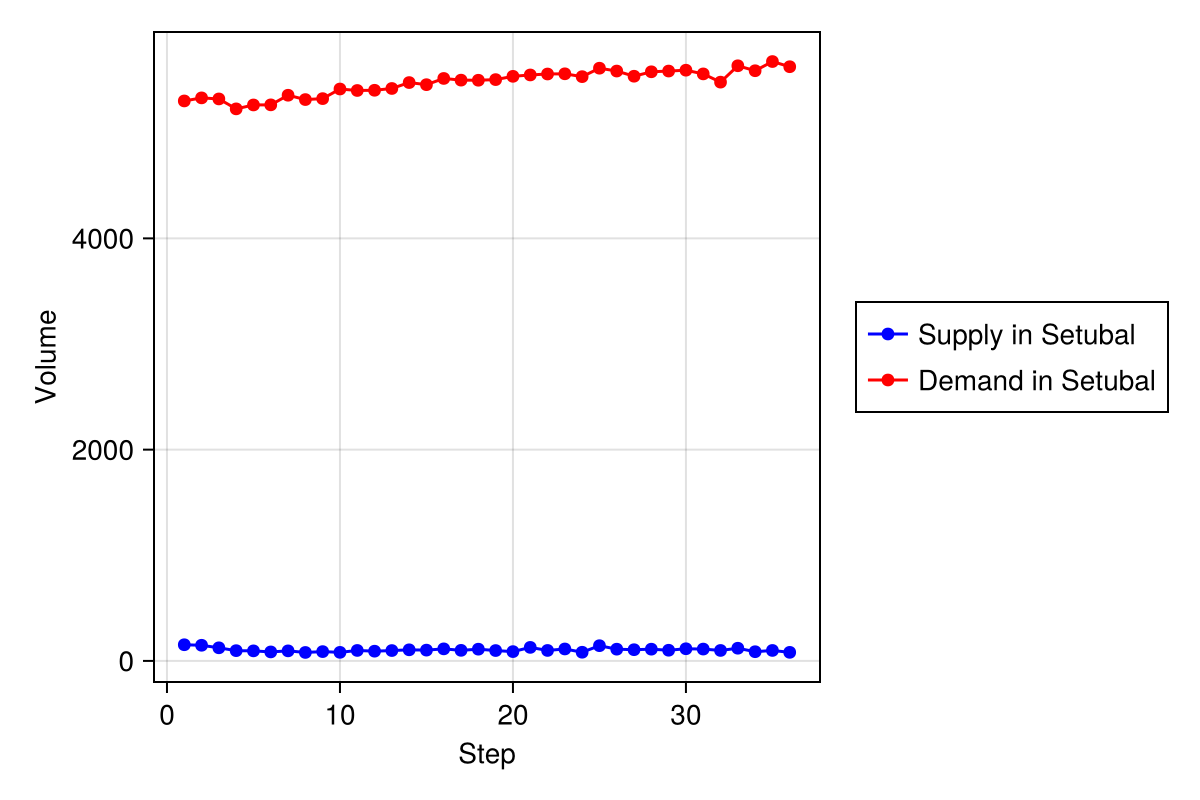 4000
2000
0
Volume
0 10 20 30
Step
Supply in Setubal
Demand in Setubal